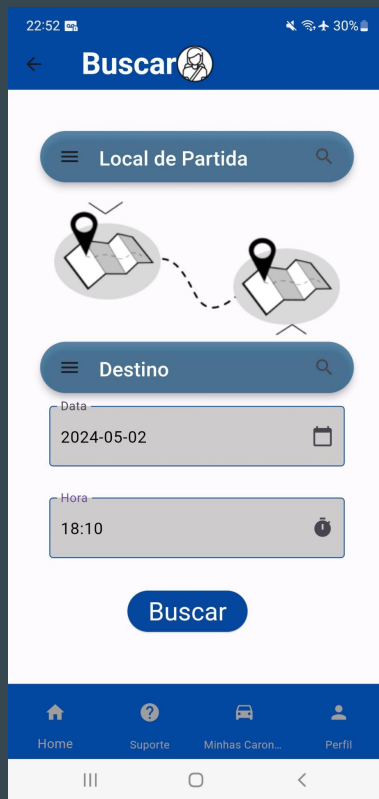 22:52
30%
Buscar
Local de Partida
Destino
Data
2024-05-02
Hora
18:10
Buscar
Home
Suporte
Minhas Caron...
Perfil